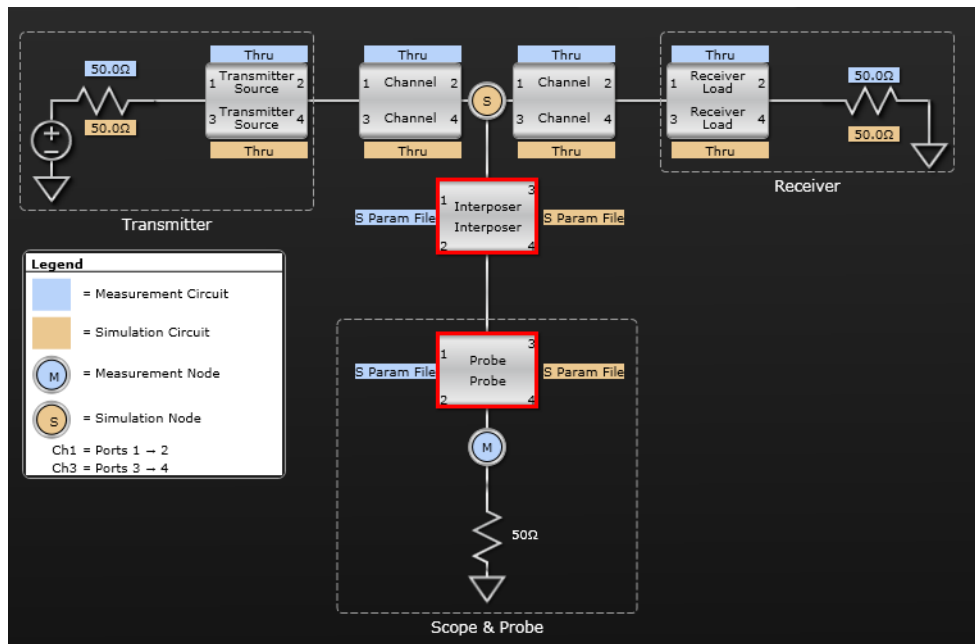 Thru
Thru
Thru
Thru
50.0Ω
1 Transmitter 2
Source
3 Transmitter 4
Source
1 Channel 2
3 Channel 4
S
1 Channel 2
3 Channel 4
1 Receiver 2
Load
3 Receiver 4
Load
50.0Ω
50.0Ω
50.0Ω
Thru
Thru
Thru
Thru
Transmitter
Receiver
1 3
Interposer
Interposer
2 4
S Param File
S Param File
Legend
= Measurement Circuit
= Simulation Circuit
M = Measurement Node
S = Simulation Node
Ch1 = Ports 1 → 2
Ch3 = Ports 3 → 4
1 3
Probe
Probe
2 4
S Param File
S Param File
M
50Ω
Scope & Probe